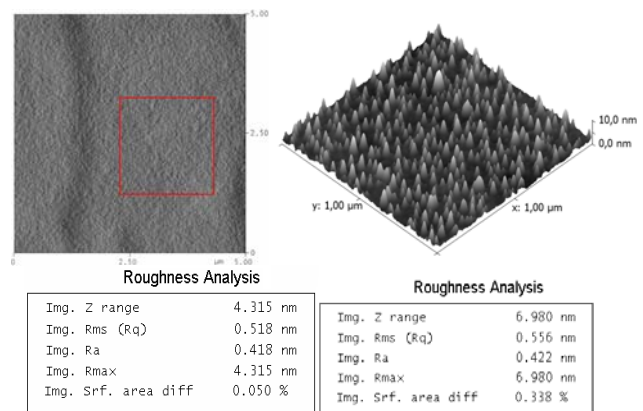 5.00
2.50
0
0
2.50
µm
5.00
10,0 nm
0,0 nm
y: 1,00 µm
x: 1,00 µm
Roughness Analysis
Img. Z range 4.315 nm
Img. Rms (Rq) 0.518 nm
Img. Ra 0.418 nm
Img. Rmax 4.315 nm
Img. Srf. area diff 0.050 %
Roughness Analysis
Img. Z range 6.980 nm
Img. Rms (Rq) 0.556 nm
Img. Ra 0.422 nm
Img. Rmax 6.980 nm
Img. Srf. area diff 0.338 %